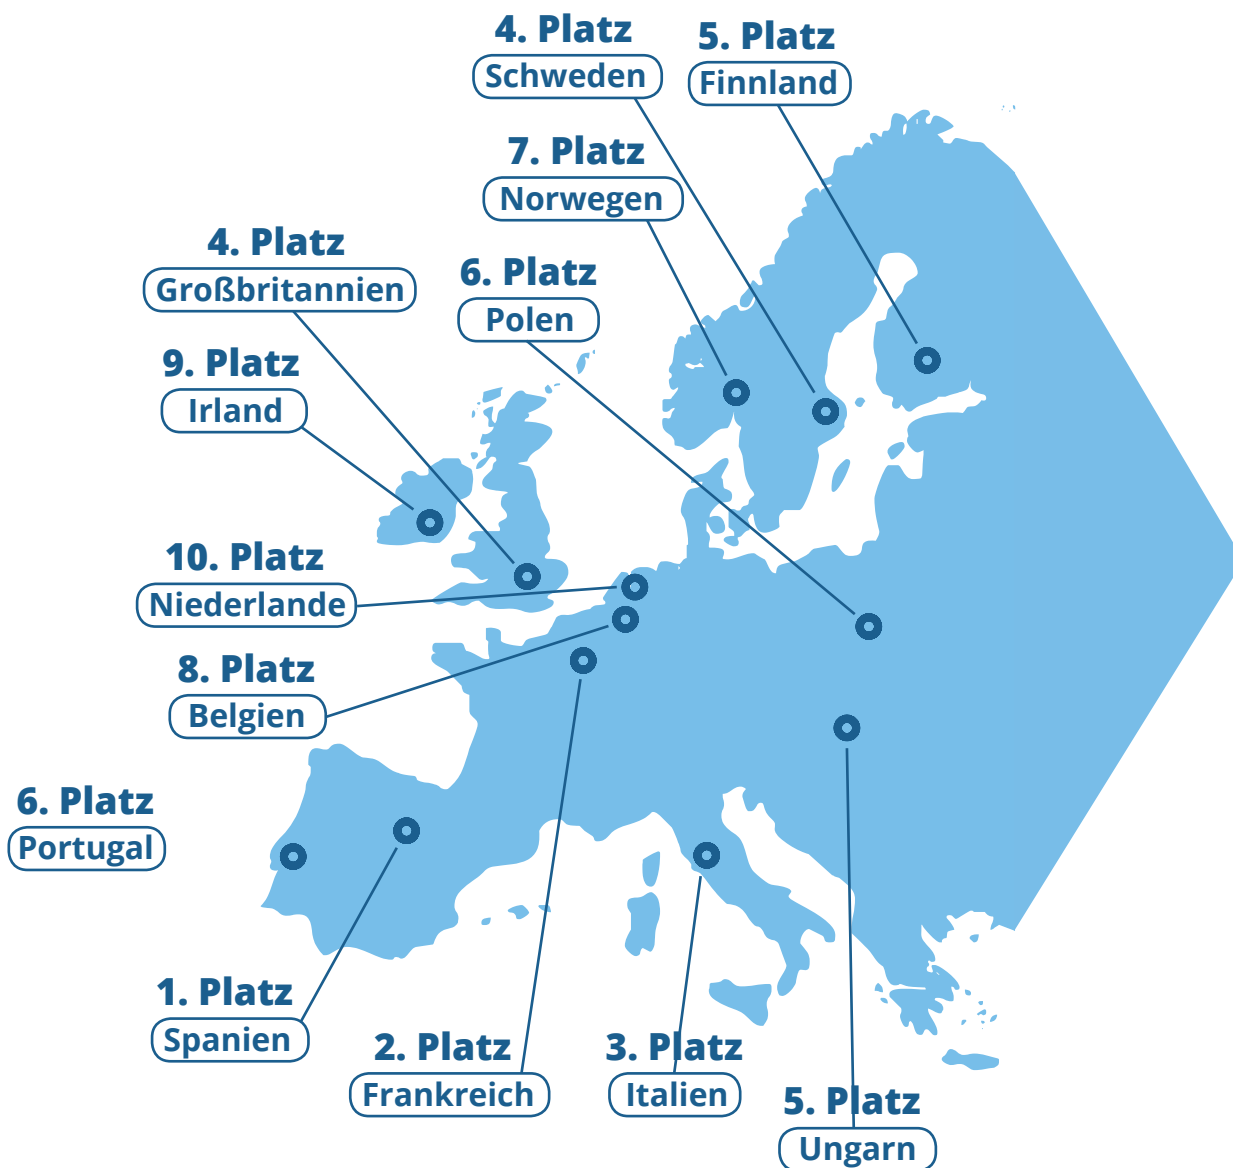 4. Platz
Schweden
5. Platz
Finnland
7. Platz
Norwegen
4. Platz
Großbritannien
6. Platz
Polen
9. Platz
Irland
10. Platz
Niederlande
8. Platz
Belgien
6. Platz
Portugal
1. Platz
Spanien
2. Platz
Frankreich
3. Platz
Italien
5. Platz
Ungarn